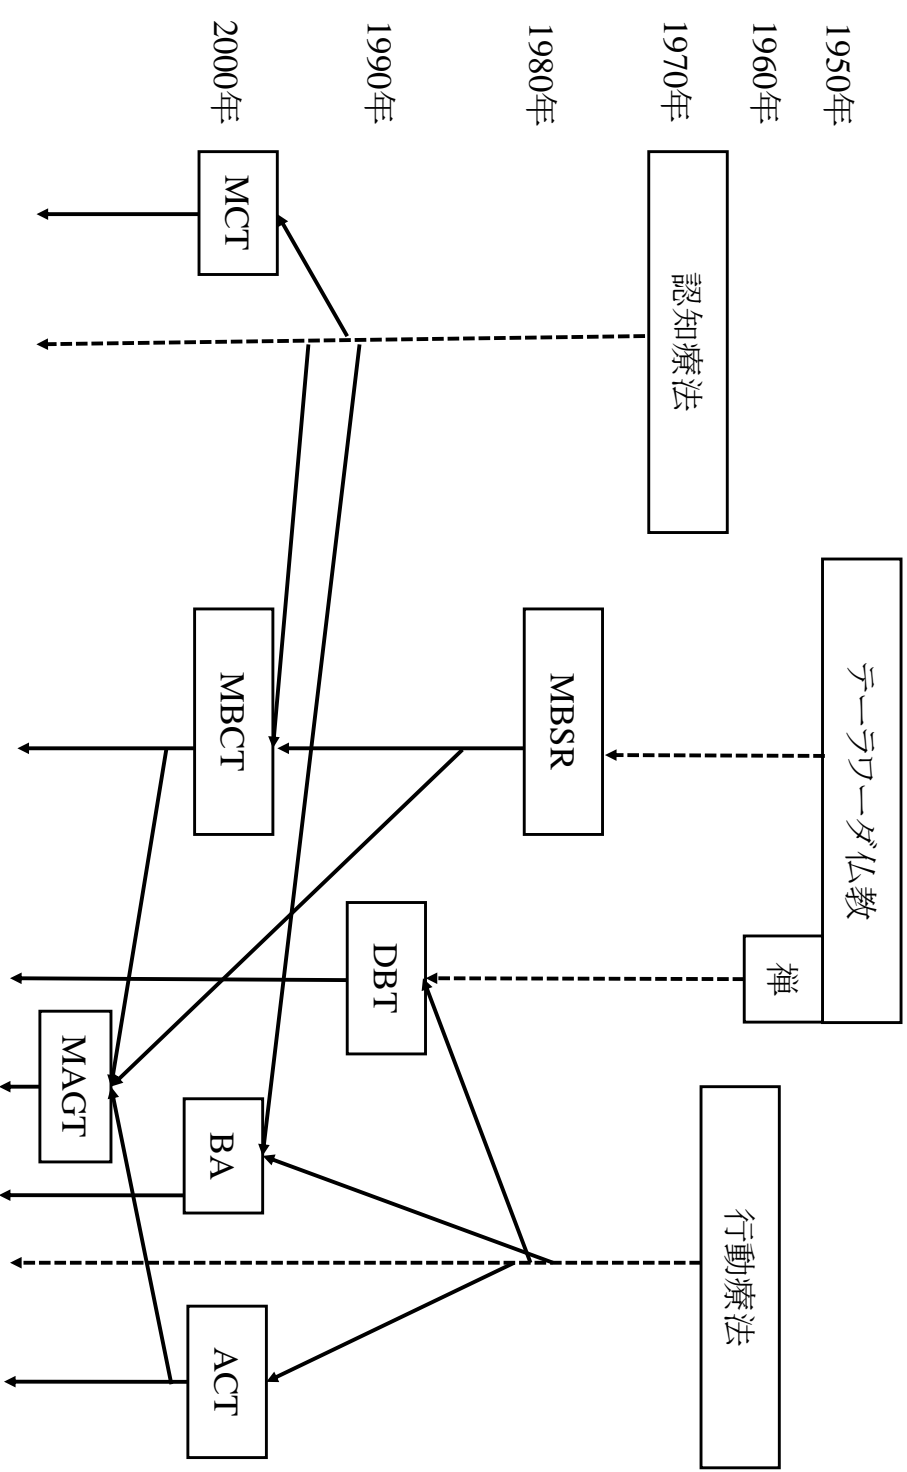 1950年
1960年
1970年
1980年
1990年
2000年
テーラワーダ仏教
禅
行動療法
認知療法
MBSR
DBT
MCT
MBCT
BA
ACT
MAGT